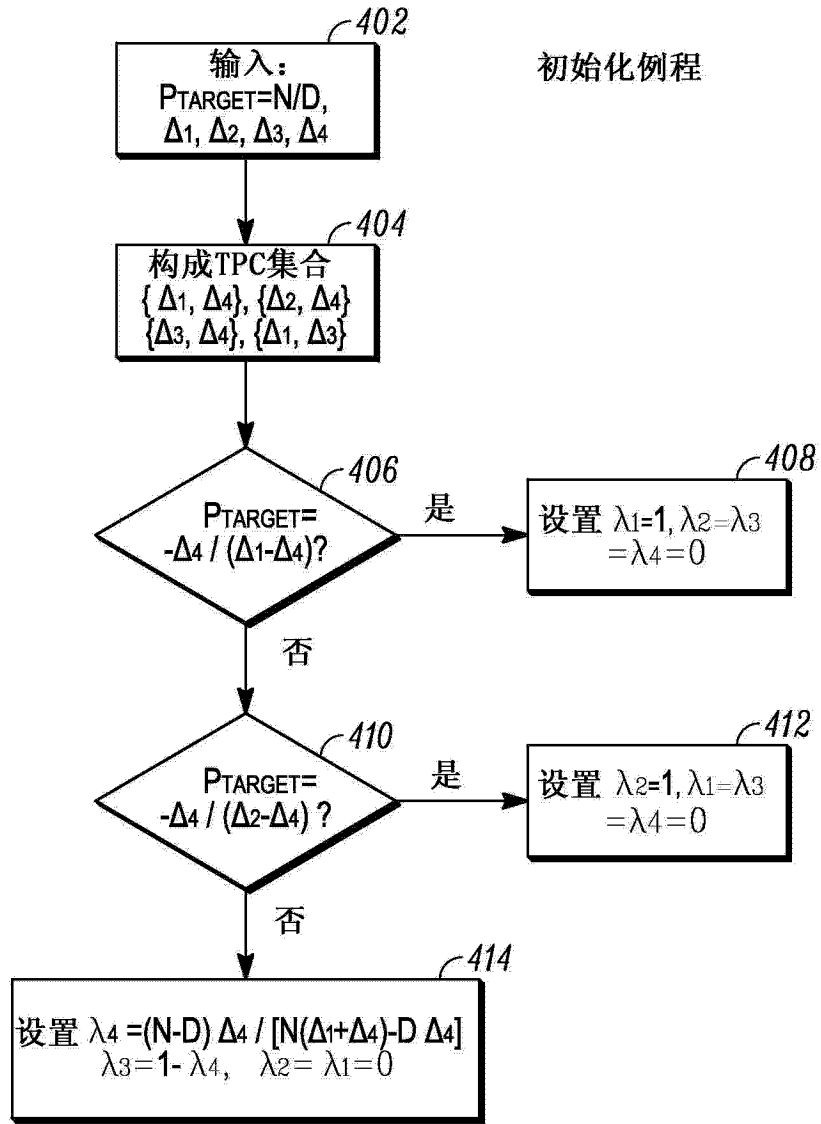 402
输入：
PTARGET=N/D,
Δ1, Δ2, Δ3, Δ4
初始化例程
404
构成TPC集合
{ Δ1, Δ4}, {Δ2, Δ4}
{Δ3, Δ4}, {Δ1, Δ3}
406
PTARGET=
-Δ4 / (Δ1-Δ4)?
是
408
设置 λ1=1, λ2=λ3
=λ4=0
否
410
PTARGET=
-Δ4 / (Δ2-Δ4) ?
是
412
设置 λ2=1, λ1=λ3
=λ4=0
否
414
设置 λ4 =(N-D) Δ4 / [N(Δ1+Δ4)-D Δ4]
λ3=1- λ4, λ2= λ1=0